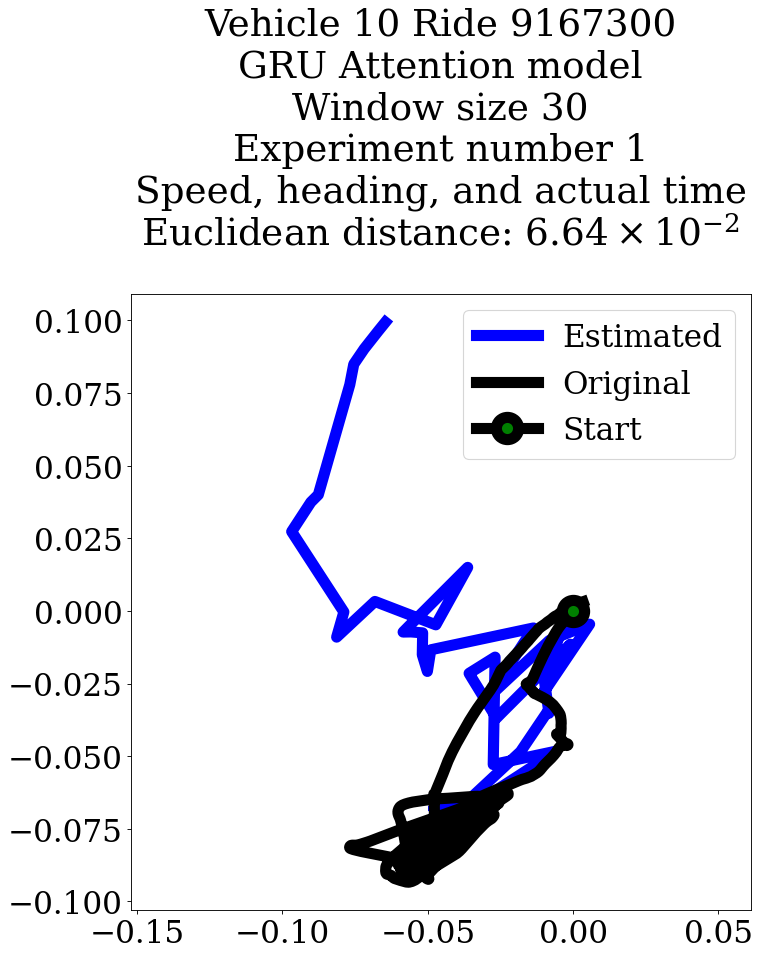 Vehicle 10 Ride 9167300
GRU Attention model
Window size 30
Experiment number 1
Speed, heading, and actual time
Euclidean distance: 6.64 × 10⁻²
Estimated
Original
Start
0.100
0.075
0.050
0.025
0.000
−0.025
−0.050
−0.075
−0.100
−0.15 −0.10 −0.05 0.00 0.05